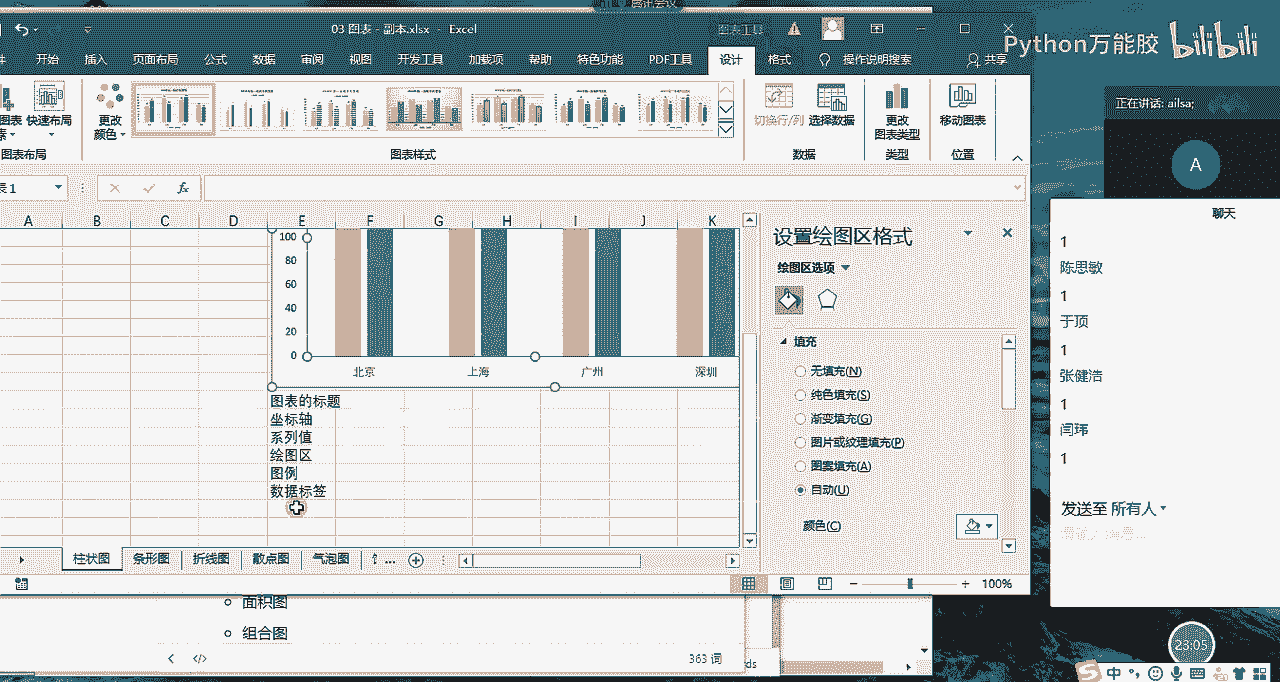 腾讯会议
03 图表 - 副本.xlsx - Excel
图表工具
Python万能胶 bilibili
开始 插入 页面布局 公式 数据 审阅 视图 开发工具 加载项 帮助 特色功能 PDF工具 设计 格式 操作说明搜索 共享
快速布局
更改
颜色
切换行/列 选择数据
更改
图表类型
移动图表
图表布局 图表样式 数据 类型 位置
正在讲话: ailsa;
A
表1 fx
A B C D E F G H I J K
100
80
60
40
20
0
北京 上海 广州 深圳
图表的标题
坐标轴
系列值
绘图区
图例
数据标签
设置绘图区格式
绘图区选项
填充
无填充(N)
纯色填充(S)
渐变填充(G)
图片或纹理填充(P)
图案填充(A)
自动(U)
颜色(C)
聊天
1
陈思敏
1
于顶
1
张健浩
1
闫玮
1
发送至 所有人
柱状图 条形图 折线图 散点图 气泡图 ...
100%
面积图
组合图
363 词
ds
23:05
中